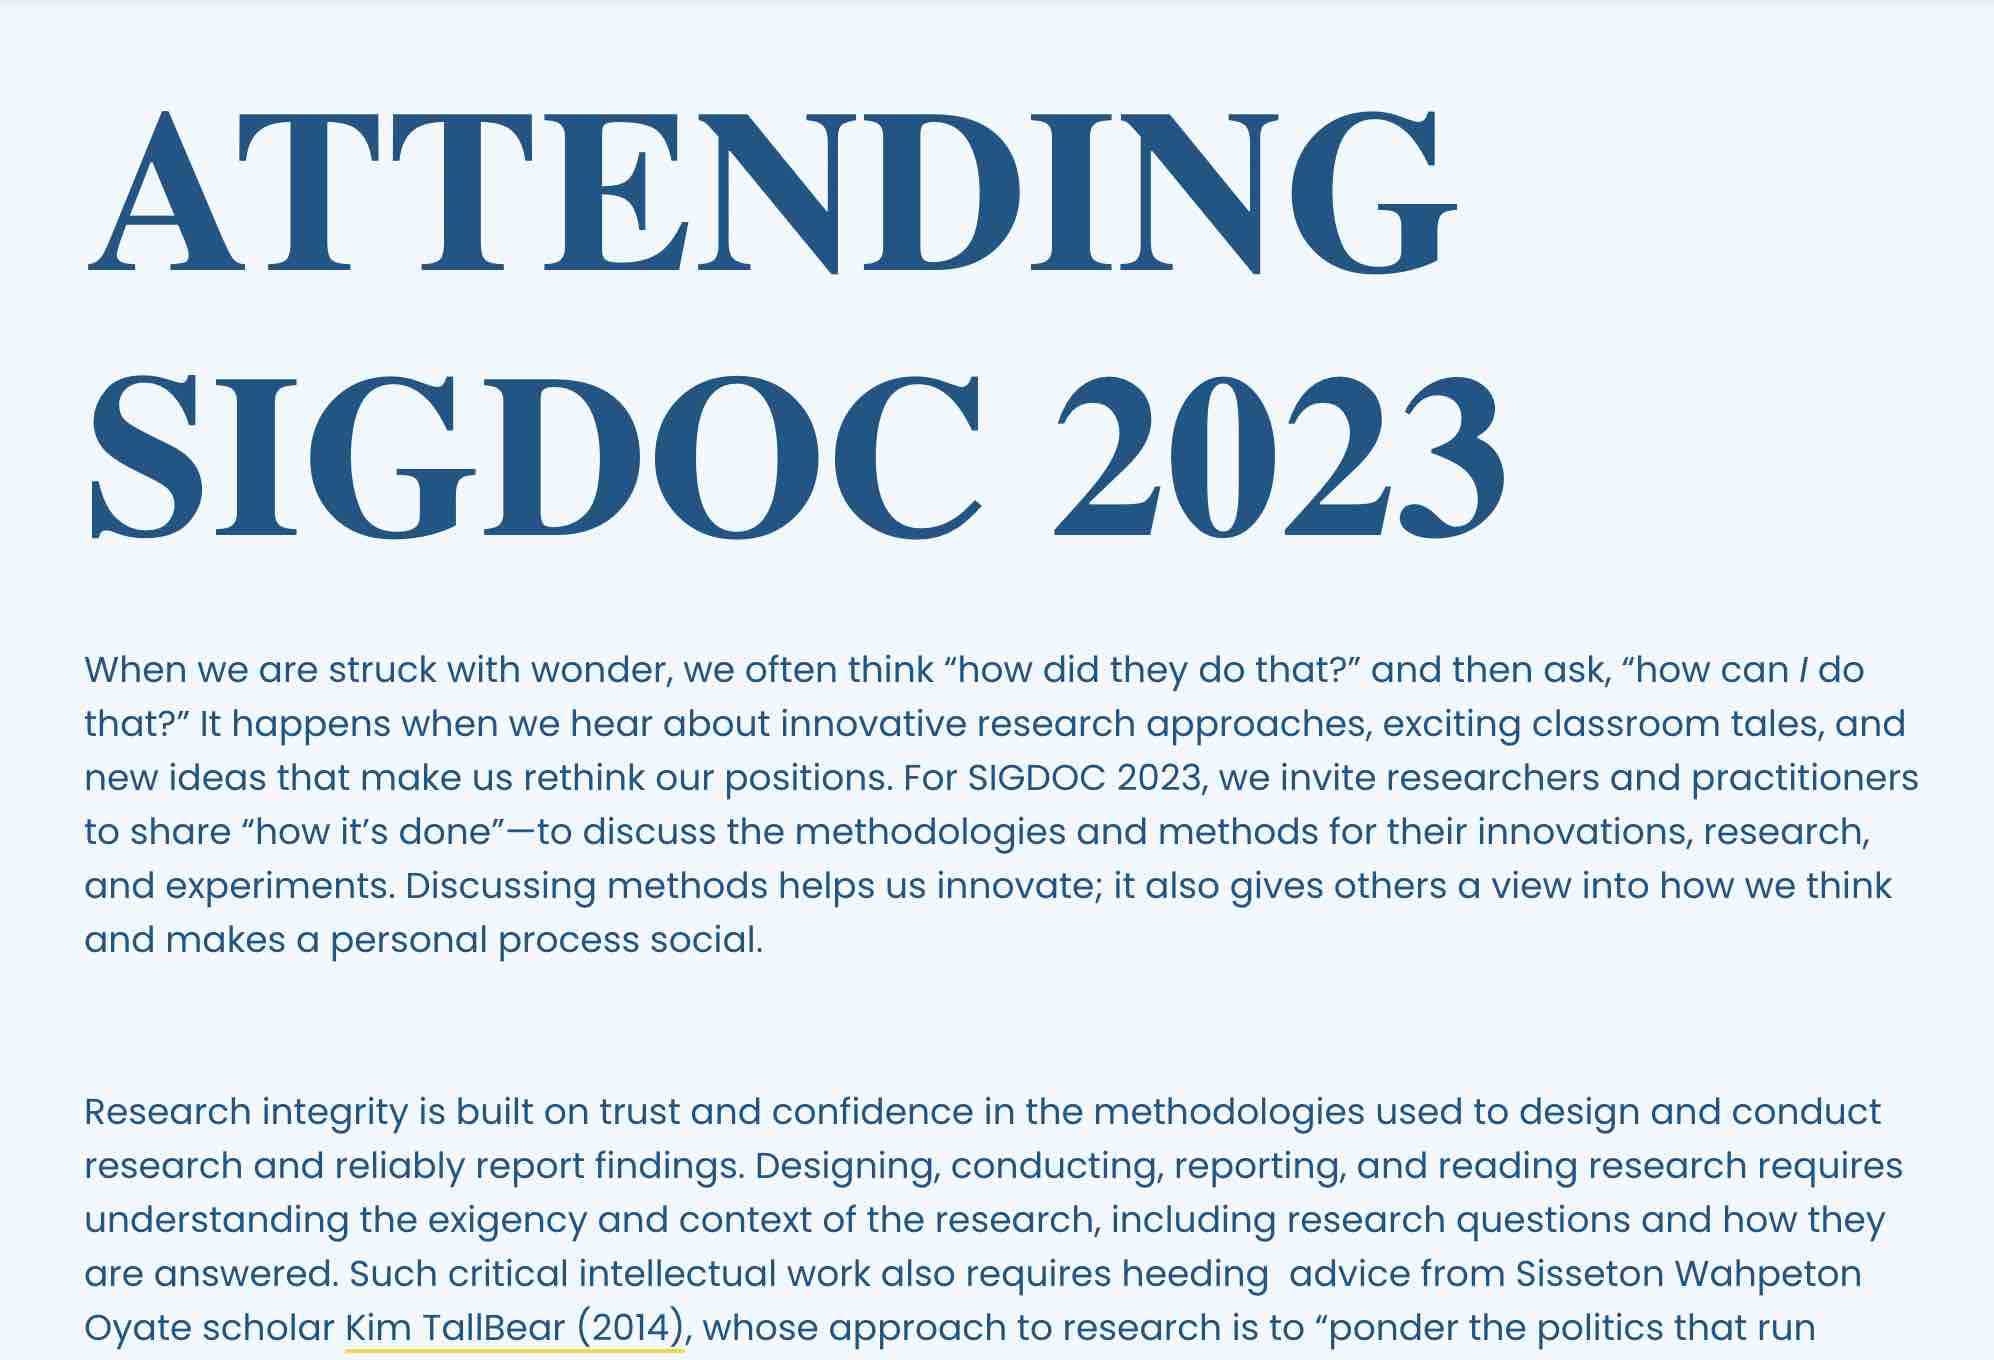 ATTENDING
SIGDOC 2023
When we are struck with wonder, we often think “how did they do that?” and then ask, “how can I do
that?” It happens when we hear about innovative research approaches, exciting classroom tales, and
new ideas that make us rethink our positions. For SIGDOC 2023, we invite researchers and practitioners
to share “how it’s done”—to discuss the methodologies and methods for their innovations, research,
and experiments. Discussing methods helps us innovate; it also gives others a view into how we think
and makes a personal process social.
Research integrity is built on trust and confidence in the methodologies used to design and conduct
research and reliably report findings. Designing, conducting, reporting, and reading research requires
understanding the exigency and context of the research, including research questions and how they
are answered. Such critical intellectual work also requires heeding  advice from Sisseton Wahpeton
Oyate scholar Kim TallBear (2014), whose approach to research is to “ponder the politics that run